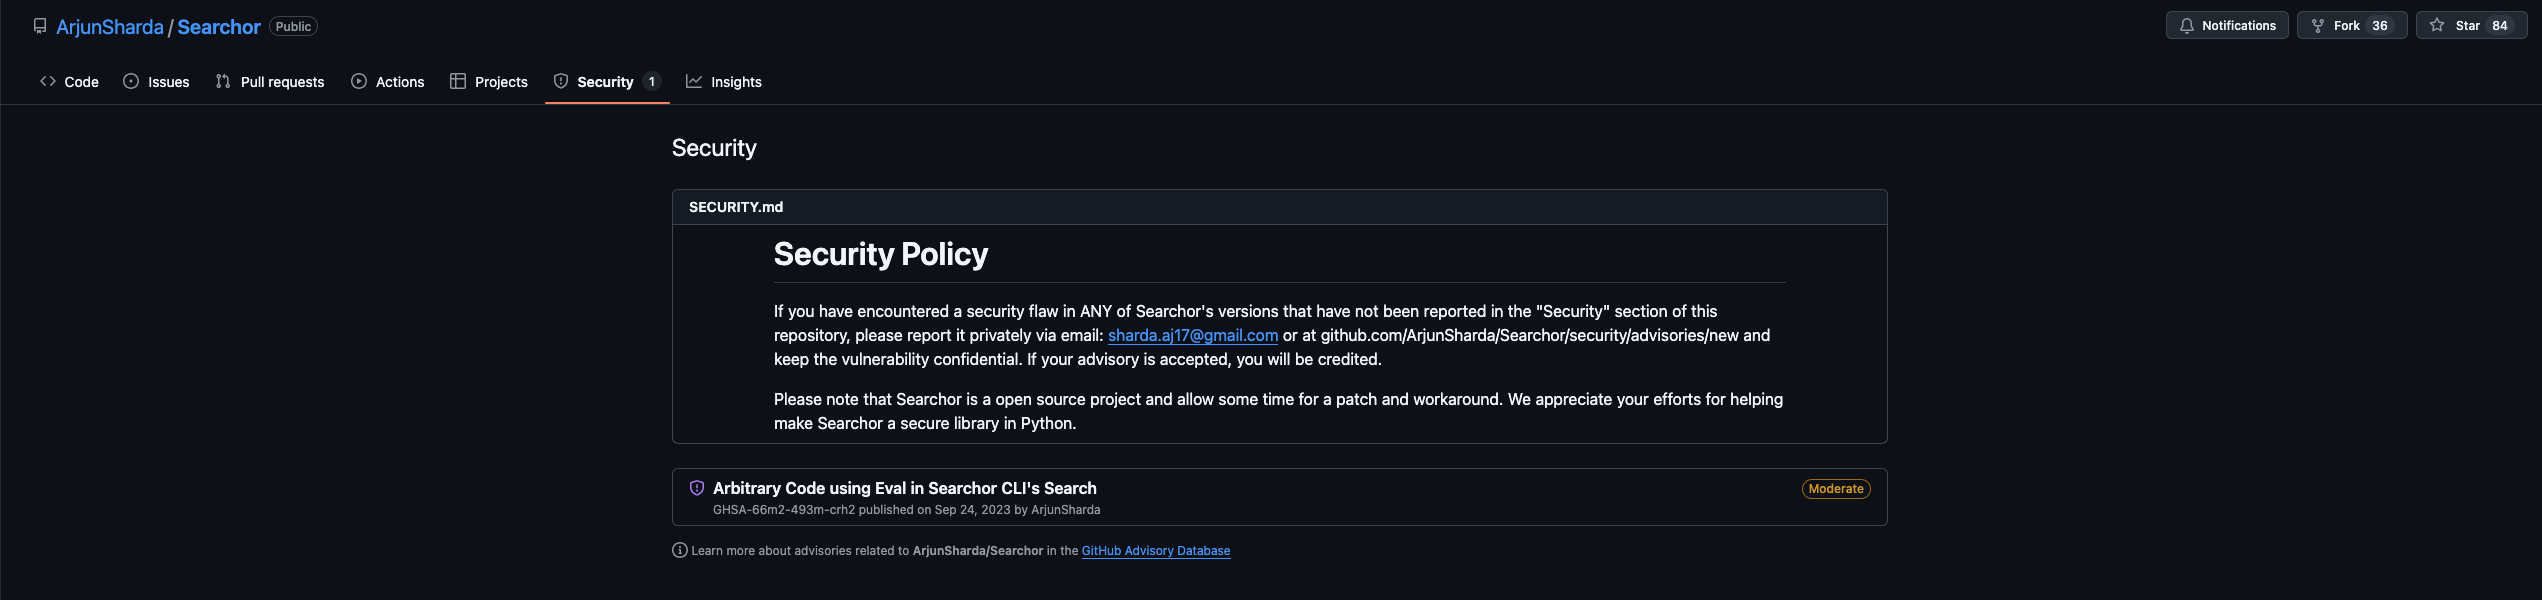 ArjunSharda / Searchor Public
Notifications Fork 36 Star 84
Code Issues Pull requests Actions Projects Security 1 Insights
Security
SECURITY.md
Security Policy
If you have encountered a security flaw in ANY of Searchor's versions that have not been reported in the "Security" section of this
repository, please report it privately via email: sharda.aj17@gmail.com or at github.com/ArjunSharda/Searchor/security/advisories/new and
keep the vulnerability confidential. If your advisory is accepted, you will be credited.
Please note that Searchor is a open source project and allow some time for a patch and workaround. We appreciate your efforts for helping
make Searchor a secure library in Python.
Arbitrary Code using Eval in Searchor CLI's Search Moderate
GHSA-66m2-493m-crh2 published on Sep 24, 2023 by ArjunSharda
Learn more about advisories related to ArjunSharda/Searchor in the GitHub Advisory Database